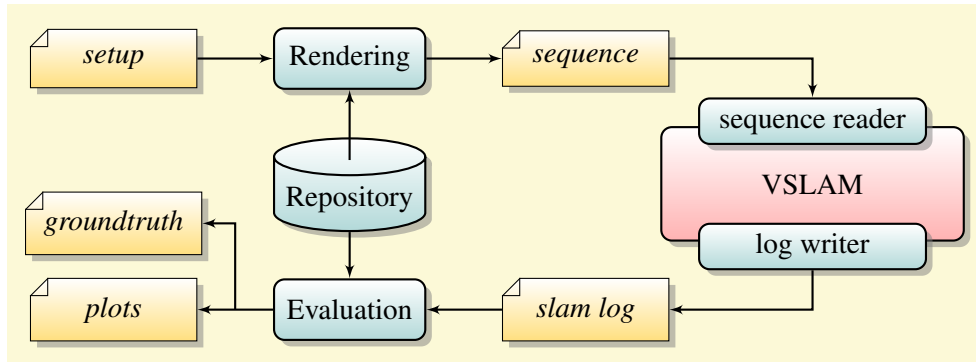 setup
Rendering
sequence
sequence reader
VSLAM
log writer
Repository
groundtruth
plots
Evaluation
slam log